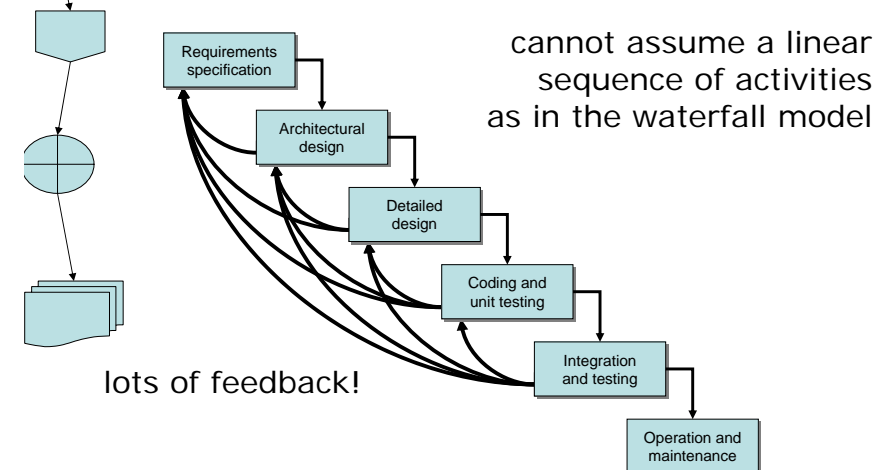 cannot assume a linear
sequence of activities
as in the waterfall model
Requirements
specification
Architectural
design
Detailed
design
Coding and
unit testing
Integration
and testing
Operation and
maintenance
lots of feedback!